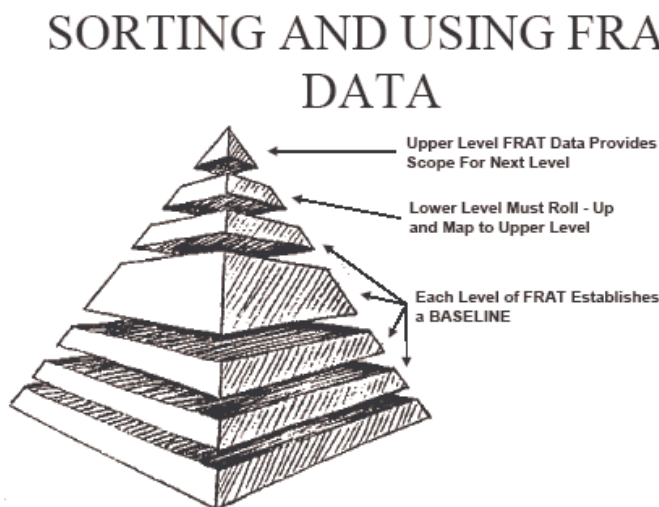 SORTING AND USING FRA
DATA
Upper Level FRAT Data Provides
Scope For Next Level
Lower Level Must Roll - Up
and Map to Upper Level
Each Level of FRAT Establishes
a BASELINE